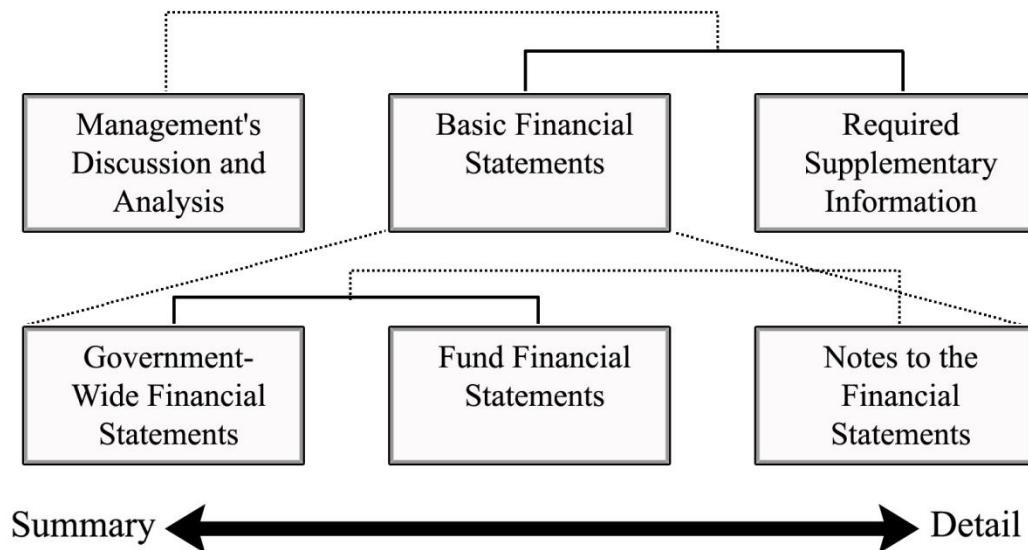 Management's
Discussion and
Analysis
Basic Financial
Statements
Required
Supplementary
Information
Government-
Wide Financial
Statements
Fund Financial
Statements
Notes to the
Financial
Statements
Summary
Detail